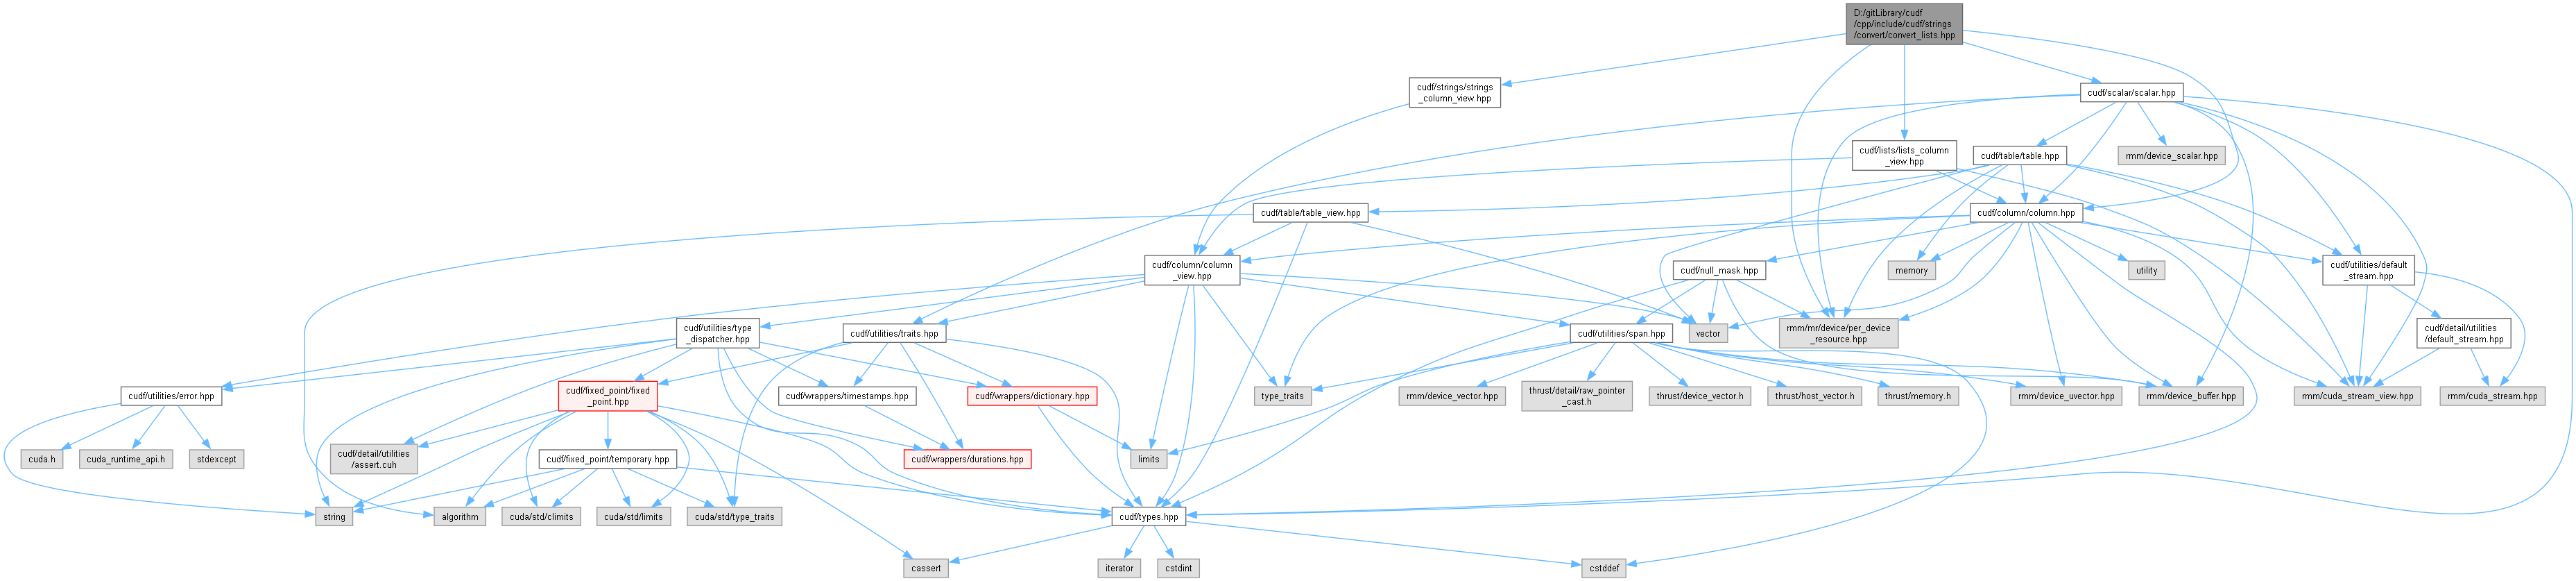 D:/gitLibrary/cudf
/cpp/include/cudf/strings
/convert/convert_lists.hpp
cudf/strings/strings
_column_view.hpp
cudf/scalar/scalar.hpp
cudf/lists/lists_column
_view.hpp
cudf/table/table.hpp
rmm/device_scalar.hpp
cudf/table/table_view.hpp
cudf/column/column.hpp
cudf/column/column
_view.hpp
cudf/null_mask.hpp
memory
utility
cudf/utilities/default
_stream.hpp
cudf/utilities/type
_dispatcher.hpp
cudf/utilities/traits.hpp
cudf/utilities/span.hpp
vector
rmm/mr/device/per_device
_resource.hpp
cudf/detail/utilities
/default_stream.hpp
cudf/utilities/error.hpp
cudf/fixed_point/fixed
_point.hpp
cudf/wrappers/timestamps.hpp
cudf/wrappers/dictionary.hpp
type_traits
rmm/device_vector.hpp
thrust/detail/raw_pointer
_cast.h
thrust/device_vector.h
thrust/host_vector.h
thrust/memory.h
rmm/device_uvector.hpp
rmm/device_buffer.hpp
rmm/cuda_stream_view.hpp
rmm/cuda_stream.hpp
cuda.h
cuda_runtime_api.h
stdexcept
cudf/detail/utilities
/assert.cuh
cudf/fixed_point/temporary.hpp
cudf/wrappers/durations.hpp
limits
string
algorithm
cuda/std/climits
cuda/std/limits
cuda/std/type_traits
cudf/types.hpp
cassert
iterator
cstdint
cstddef